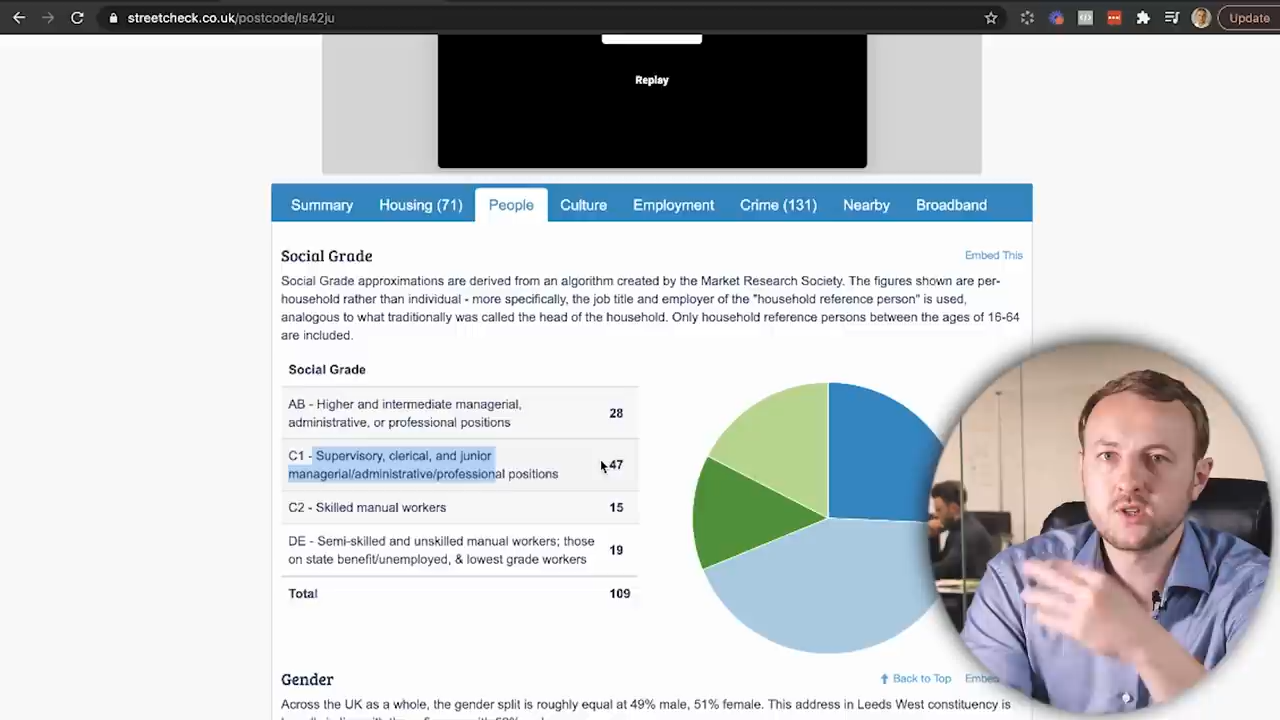 streetcheck.co.uk/postcode/ls42ju
Update
Replay
Summary
Housing (71)
People
Culture
Employment
Crime (131)
Nearby
Broadband
Social Grade
Embed This
Social Grade approximations are derived from an algorithm created by the Market Research Society. The figures shown are per-
household rather than individual - more specifically, the job title and employer of the "household reference person" is used,
analogous to what traditionally was called the head of the household. Only household reference persons between the ages of 16-64
are included.
Social Grade
AB - Higher and intermediate managerial,
administrative, or professional positions
28
C1 - Supervisory, clerical, and junior
managerial/administrative/professional positions
47
C2 - Skilled manual workers
15
DE - Semi-skilled and unskilled manual workers; those
on state benefit/unemployed, & lowest grade workers
19
Total
109
Gender
Back to Top
Embed
Across the UK as a whole, the gender split is roughly equal at 49% male, 51% female. This address in Leeds West constituency is